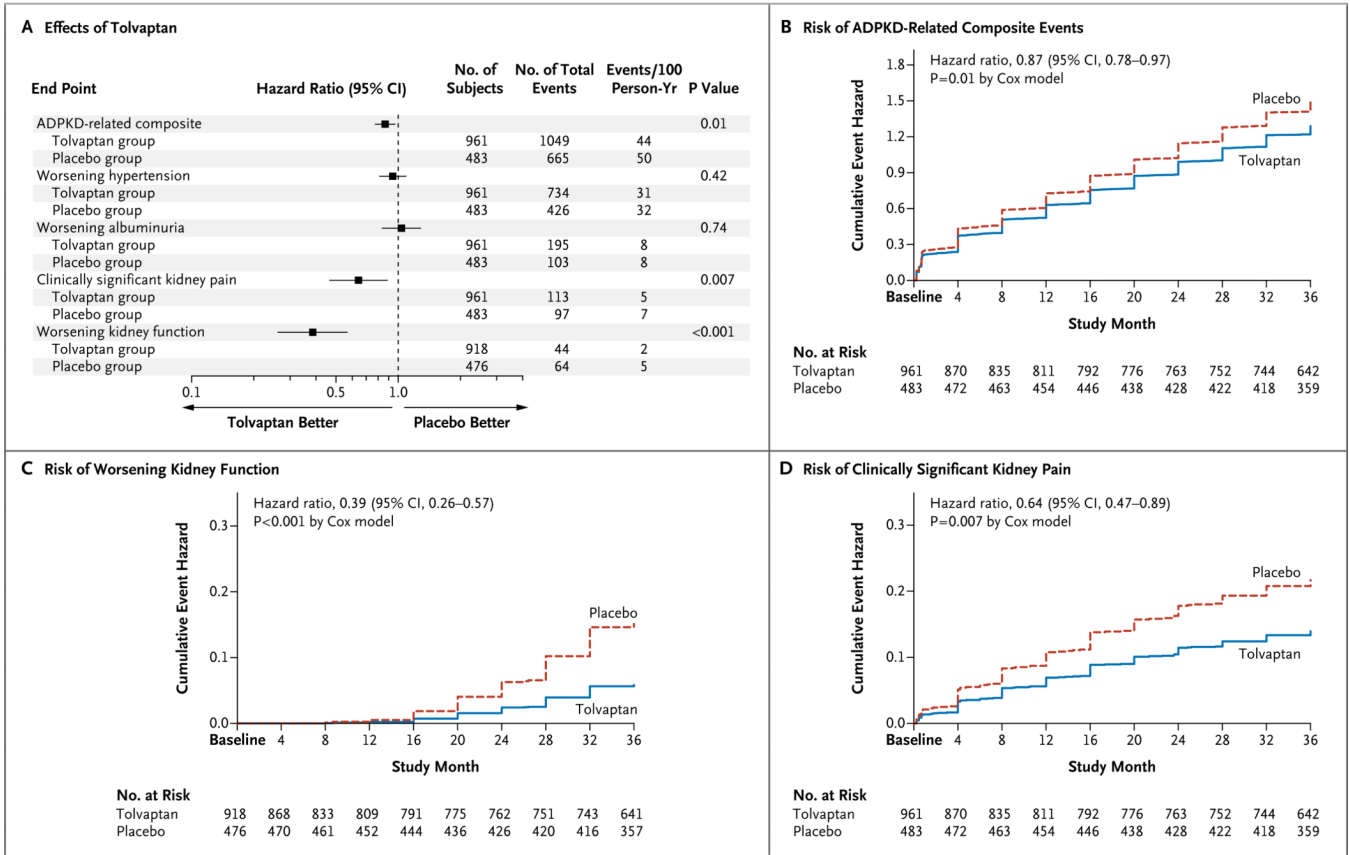 A Effects of Tolvaptan
End Point Hazard Ratio (95% CI) No. of Subjects No. of Total Events Events/100 Person-Yr P Value
ADPKD-related composite 0.01
Tolvaptan group 961 1049 44
Placebo group 483 665 50
Worsening hypertension 0.42
Tolvaptan group 961 734 31
Placebo group 483 426 32
Worsening albuminuria 0.74
Tolvaptan group 961 195 8
Placebo group 483 103 8
Clinically significant kidney pain 0.007
Tolvaptan group 961 113 5
Placebo group 483 97 7
Worsening kidney function <0.001
Tolvaptan group 918 44 2
Placebo group 476 64 5
0.1 0.5 1.0
Tolvaptan Better Placebo Better
B Risk of ADPKD-Related Composite Events
Hazard ratio, 0.87 (95% CI, 0.78–0.97)
P=0.01 by Cox model
Cumulative Event Hazard
1.8
1.5
1.2
0.9
0.6
0.3
0.0
Placebo
Tolvaptan
Baseline 4 8 12 16 20 24 28 32 36
Study Month
No. at Risk
Tolvaptan 961 870 835 811 792 776 763 752 744 642
Placebo 483 472 463 454 446 438 428 422 418 359
C Risk of Worsening Kidney Function
Hazard ratio, 0.39 (95% CI, 0.26–0.57)
P<0.001 by Cox model
Cumulative Event Hazard
0.3
0.2
0.1
0.0
Placebo
Tolvaptan
Baseline 4 8 12 16 20 24 28 32 36
Study Month
No. at Risk
Tolvaptan 918 868 833 809 791 775 762 751 743 641
Placebo 476 470 461 452 444 436 426 420 416 357
D Risk of Clinically Significant Kidney Pain
Hazard ratio, 0.64 (95% CI, 0.47–0.89)
P=0.007 by Cox model
Cumulative Event Hazard
0.3
0.2
0.1
0.0
Placebo
Tolvaptan
Baseline 4 8 12 16 20 24 28 32 36
Study Month
No. at Risk
Tolvaptan 961 870 835 811 792 776 763 752 744 642
Placebo 483 472 463 454 446 438 428 422 418 359